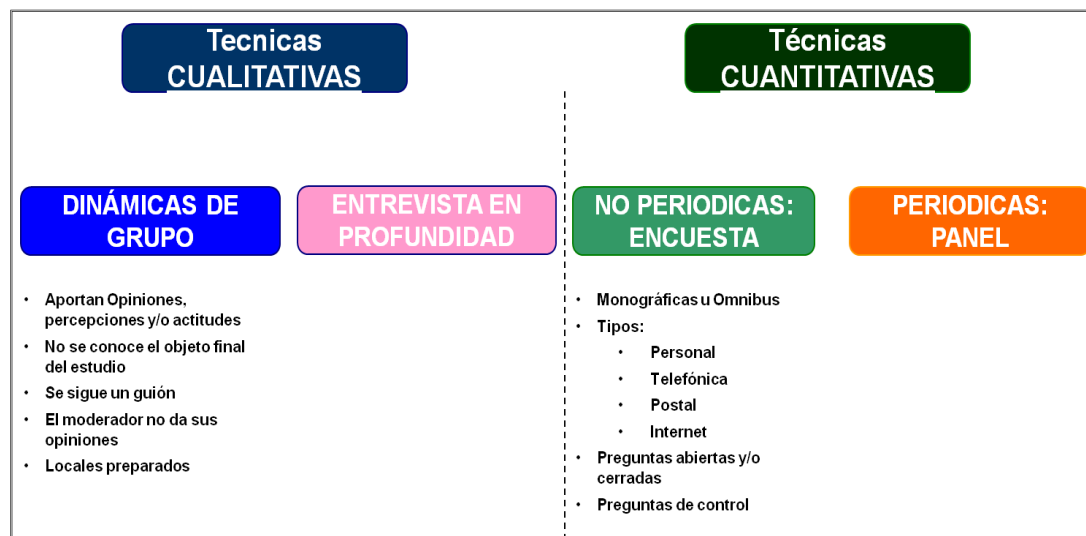 Tecnicas
CUALITATIVAS
Técnicas
CUANTITATIVAS
DINÁMICAS DE
GRUPO
ENTREVISTA EN
PROFUNDIDAD
NO PERIODICAS:
ENCUESTA
PERIODICAS:
PANEL
• Aportan Opiniones,
percepciones y/o actitudes
• No se conoce el objeto final
del estudio
• Se sigue un guión
• El moderador no da sus
opiniones
• Locales preparados
• Monográficas u Omnibus
• Tipos:
• Personal
• Telefónica
• Postal
• Internet
• Preguntas abiertas y/o
cerradas
• Preguntas de control